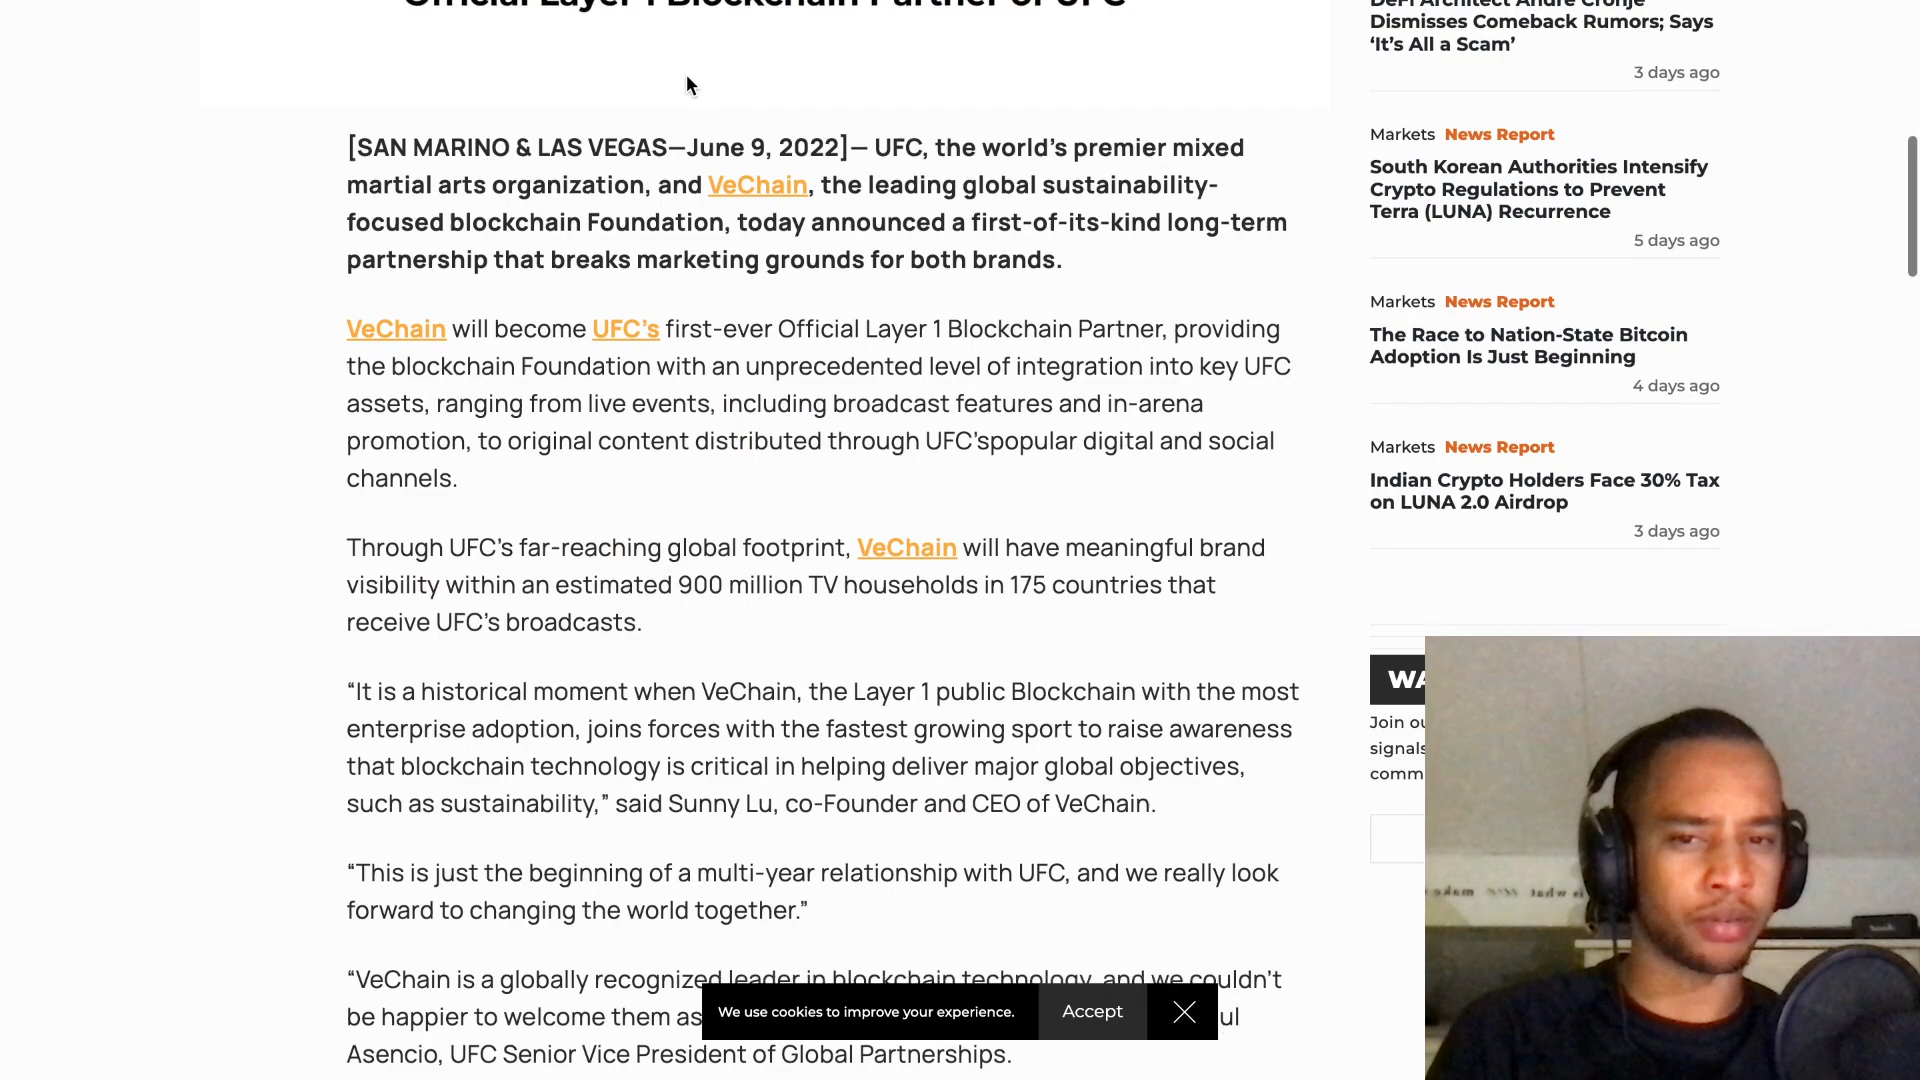 Official Layer 1 Blockchain Partner of UFC
[SAN MARINO & LAS VEGAS—June 9, 2022]— UFC, the world’s premier mixed
martial arts organization, and VeChain, the leading global sustainability-
focused blockchain Foundation, today announced a first-of-its-kind long-term
partnership that breaks marketing grounds for both brands.
VeChain will become UFC’s first-ever Official Layer 1 Blockchain Partner, providing
the blockchain Foundation with an unprecedented level of integration into key UFC
assets, ranging from live events, including broadcast features and in-arena
promotion, to original content distributed through UFC’spopular digital and social
channels.
Through UFC’s far-reaching global footprint, VeChain will have meaningful brand
visibility within an estimated 900 million TV households in 175 countries that
receive UFC’s broadcasts.
“It is a historical moment when VeChain, the Layer 1 public Blockchain with the most
enterprise adoption, joins forces with the fastest growing sport to raise awareness
that blockchain technology is critical in helping deliver major global objectives,
such as sustainability,” said Sunny Lu, co-Founder and CEO of VeChain.
“This is just the beginning of a multi-year relationship with UFC, and we really look
forward to changing the world together.”
“VeChain is a globally recognized leader in blockchain technology, and we couldn’t
be happier to welcome them as
ul
Asencio, UFC Senior Vice President of Global Partnerships.
We use cookies to improve your experience.
Accept
DeFi Architect Andre Cronje
Dismisses Comeback Rumors; Says
‘It’s All a Scam’
3 days ago
Markets News Report
South Korean Authorities Intensify
Crypto Regulations to Prevent
Terra (LUNA) Recurrence
5 days ago
Markets News Report
The Race to Nation-State Bitcoin
Adoption Is Just Beginning
4 days ago
Markets News Report
Indian Crypto Holders Face 30% Tax
on LUNA 2.0 Airdrop
3 days ago
WA
Join ou
signals
comm